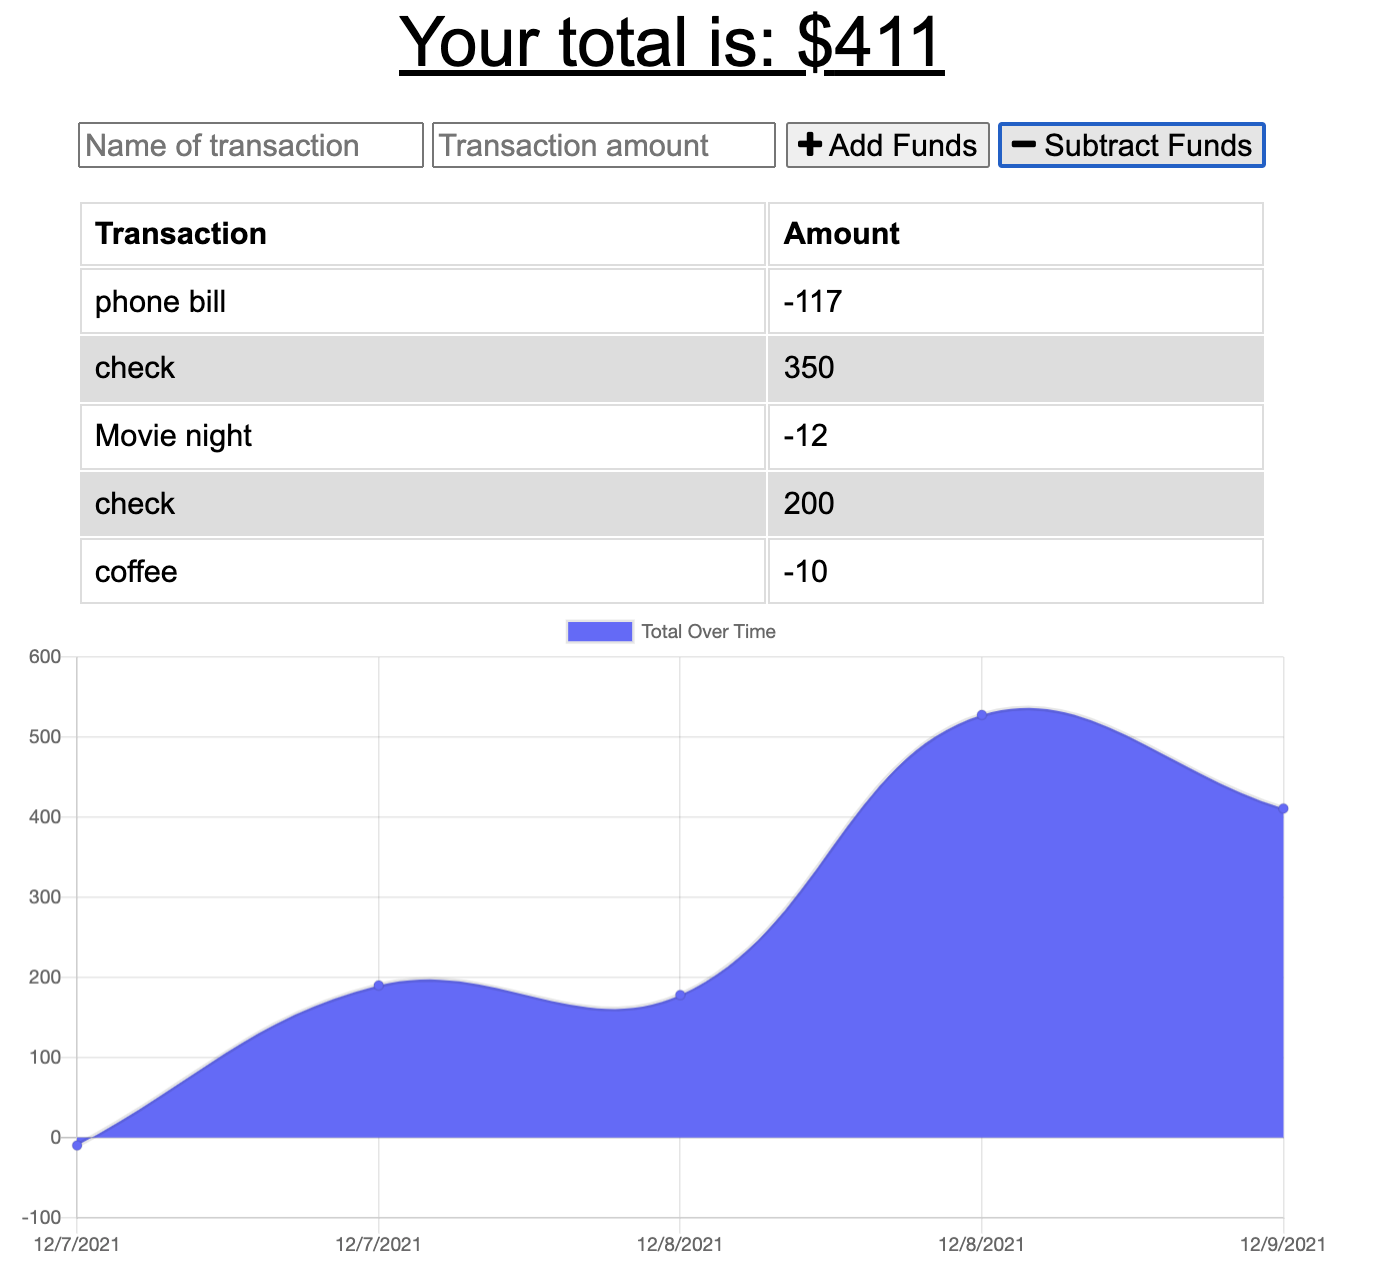 Your total is: $411
Name of transaction Transaction amount + Add Funds − Subtract Funds
Transaction Amount
phone bill -117
check 350
Movie night -12
check 200
coffee -10
Total Over Time
600
500
400
300
200
100
0
-100
12/7/2021 12/7/2021 12/8/2021 12/8/2021 12/9/2021